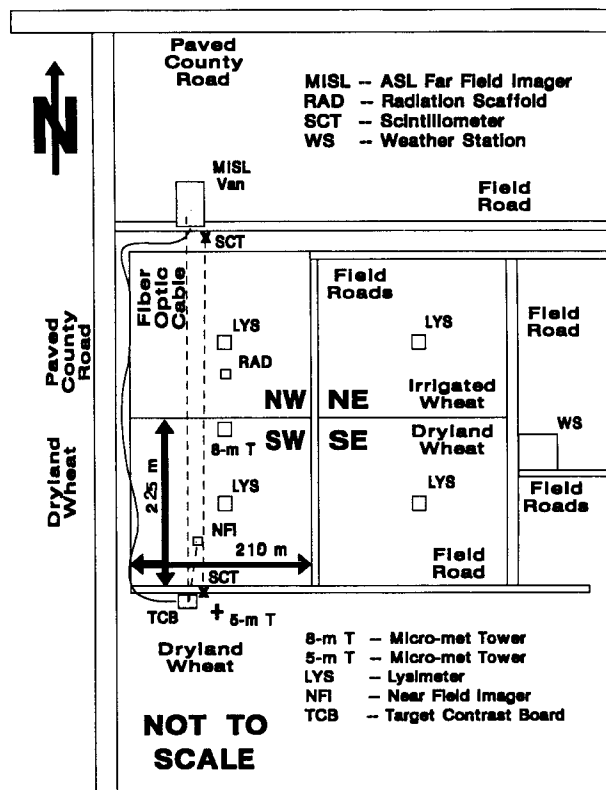 Paved
County
Road
N
MISL -- ASL Far Field Imager
RAD -- Radiation Scaffold
SCT -- Scintillometer
WS -- Weather Station
MISL
Van
Field
Road
SCT
Fiber
Optic
Cable
Field
Roads
LYS
LYS
RAD
Field
Road
Paved
County
Road
NW
NE
Irrigated
Wheat
SW
SE
Dryland
Wheat
WS
8-m T
Dryland
Wheat
225 m
LYS
LYS
Field
Roads
NFI
210 m
Field
Road
SCT
TCB
5-m T
Dryland
Wheat
8-m T -- Micro-met Tower
5-m T -- Micro-met Tower
LYS -- Lysimeter
NFI -- Near Field Imager
TCB -- Target Contrast Board
NOT TO
SCALE